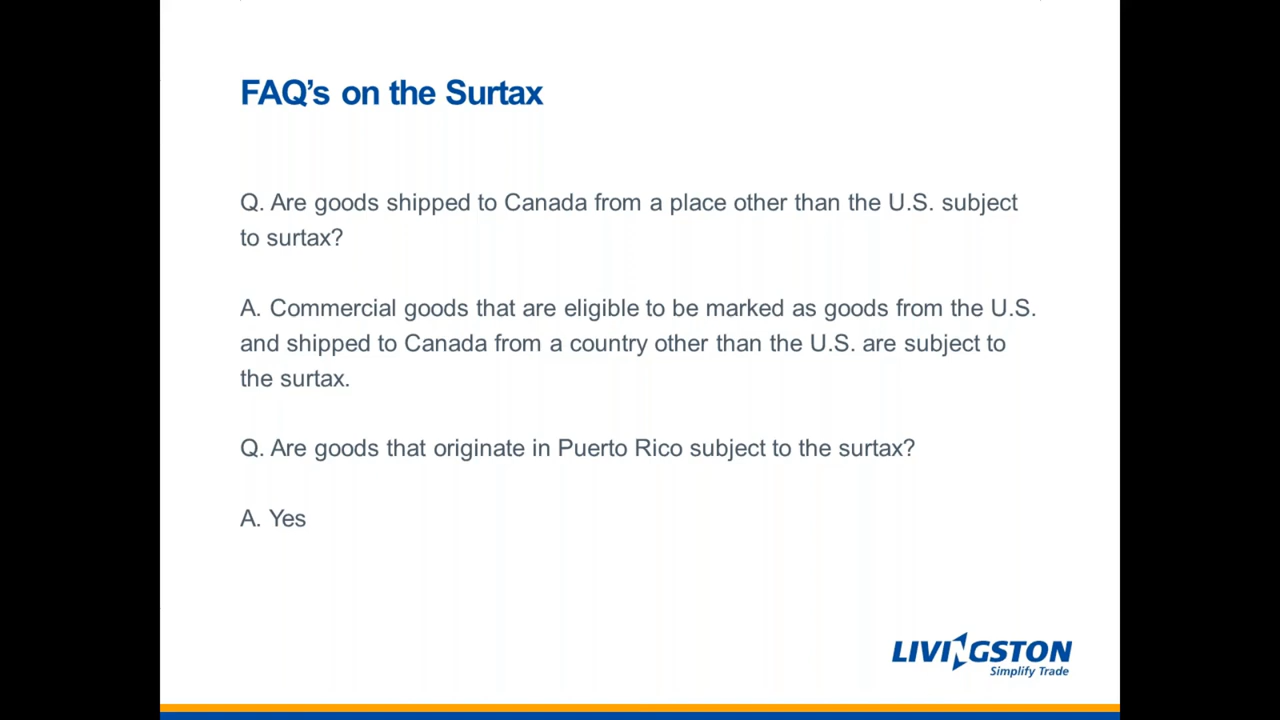 FAQ's on the Surtax
Q. Are goods shipped to Canada from a place other than the U.S. subject
to surtax?
A. Commercial goods that are eligible to be marked as goods from the U.S.
and shipped to Canada from a country other than the U.S. are subject to
the surtax.
Q. Are goods that originate in Puerto Rico subject to the surtax?
A. Yes
LIVINGSTON
Simplify Trade